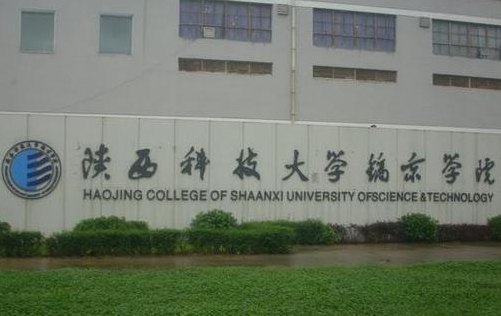 陕西科技大学镐京学院
HAOJING COLLEGE OF SHAANXI UNIVERSITY OFSCIENCE & TECHNOLOGY